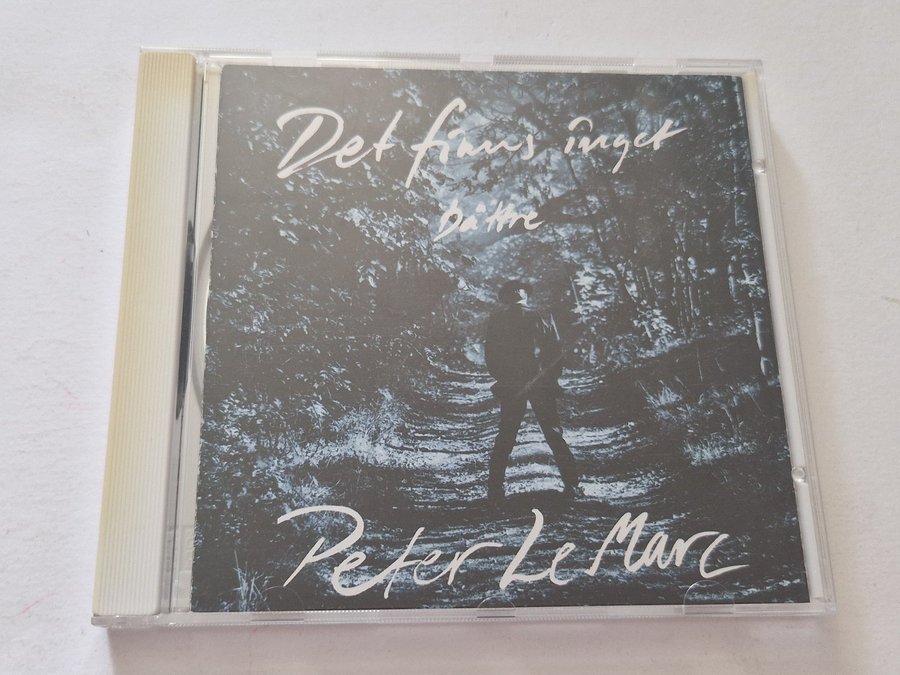 Det finns inget
bättre
Peter LeMarc